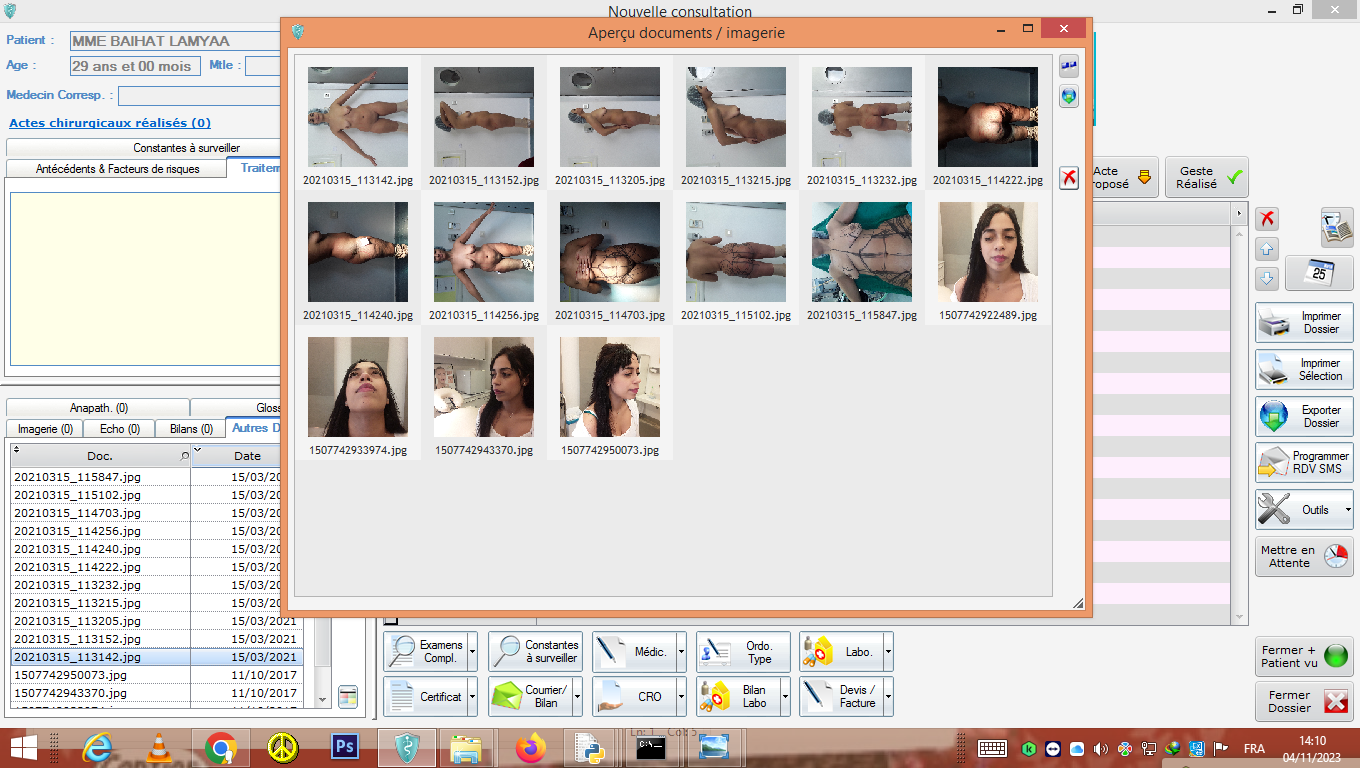 Nouvelle consultation
Patient :
MME BAIHAT LAMYAA
Age :
29 ans et 00 mois
Mtle :
Medecin Corresp. :
Actes chirurgicaux réalisés (0)
Constantes à surveiller
Antécédents & Facteurs de risques
Traitem
Aperçu documents / imagerie
20210315_113142.jpg
20210315_113152.jpg
20210315_113205.jpg
20210315_113215.jpg
20210315_113232.jpg
20210315_114222.jpg
20210315_114240.jpg
20210315_114256.jpg
20210315_114703.jpg
20210315_115102.jpg
20210315_115847.jpg
1507742922489.jpg
1507742933974.jpg
1507742943370.jpg
1507742950073.jpg
Acte
roposé
Geste
Réalisé
25
Imprimer
Dossier
Imprimer
Sélection
Exporter
Dossier
Programmer
RDV SMS
Outils
Mettre en
Attente
Fermer +
Patient vu
Fermer
Dossier
Anapath. (0)
Gloss
Imagerie (0)
Echo (0)
Bilans (0)
Autres D
Doc.
Date
20210315_115847.jpg 15/03/20
20210315_115102.jpg 15/03/20
20210315_114703.jpg 15/03/20
20210315_114256.jpg 15/03/20
20210315_114240.jpg 15/03/20
20210315_114222.jpg 15/03/20
20210315_113232.jpg 15/03/20
20210315_113215.jpg 15/03/20
20210315_113205.jpg 15/03/2021
20210315_113152.jpg 15/03/2021
20210315_113142.jpg 15/03/2021
1507742950073.jpg 11/10/2017
1507742943370.jpg 11/10/2017
Examens
Compl.
Constantes
à surveiller
Médic.
Ordo.
Type
Labo.
Certificat
Courrier/
Bilan
CRO
Bilan
Labo
Devis /
Facture
Ln: 1 Col: 5
Ps
C:\_
FRA
14:10
04/11/2023